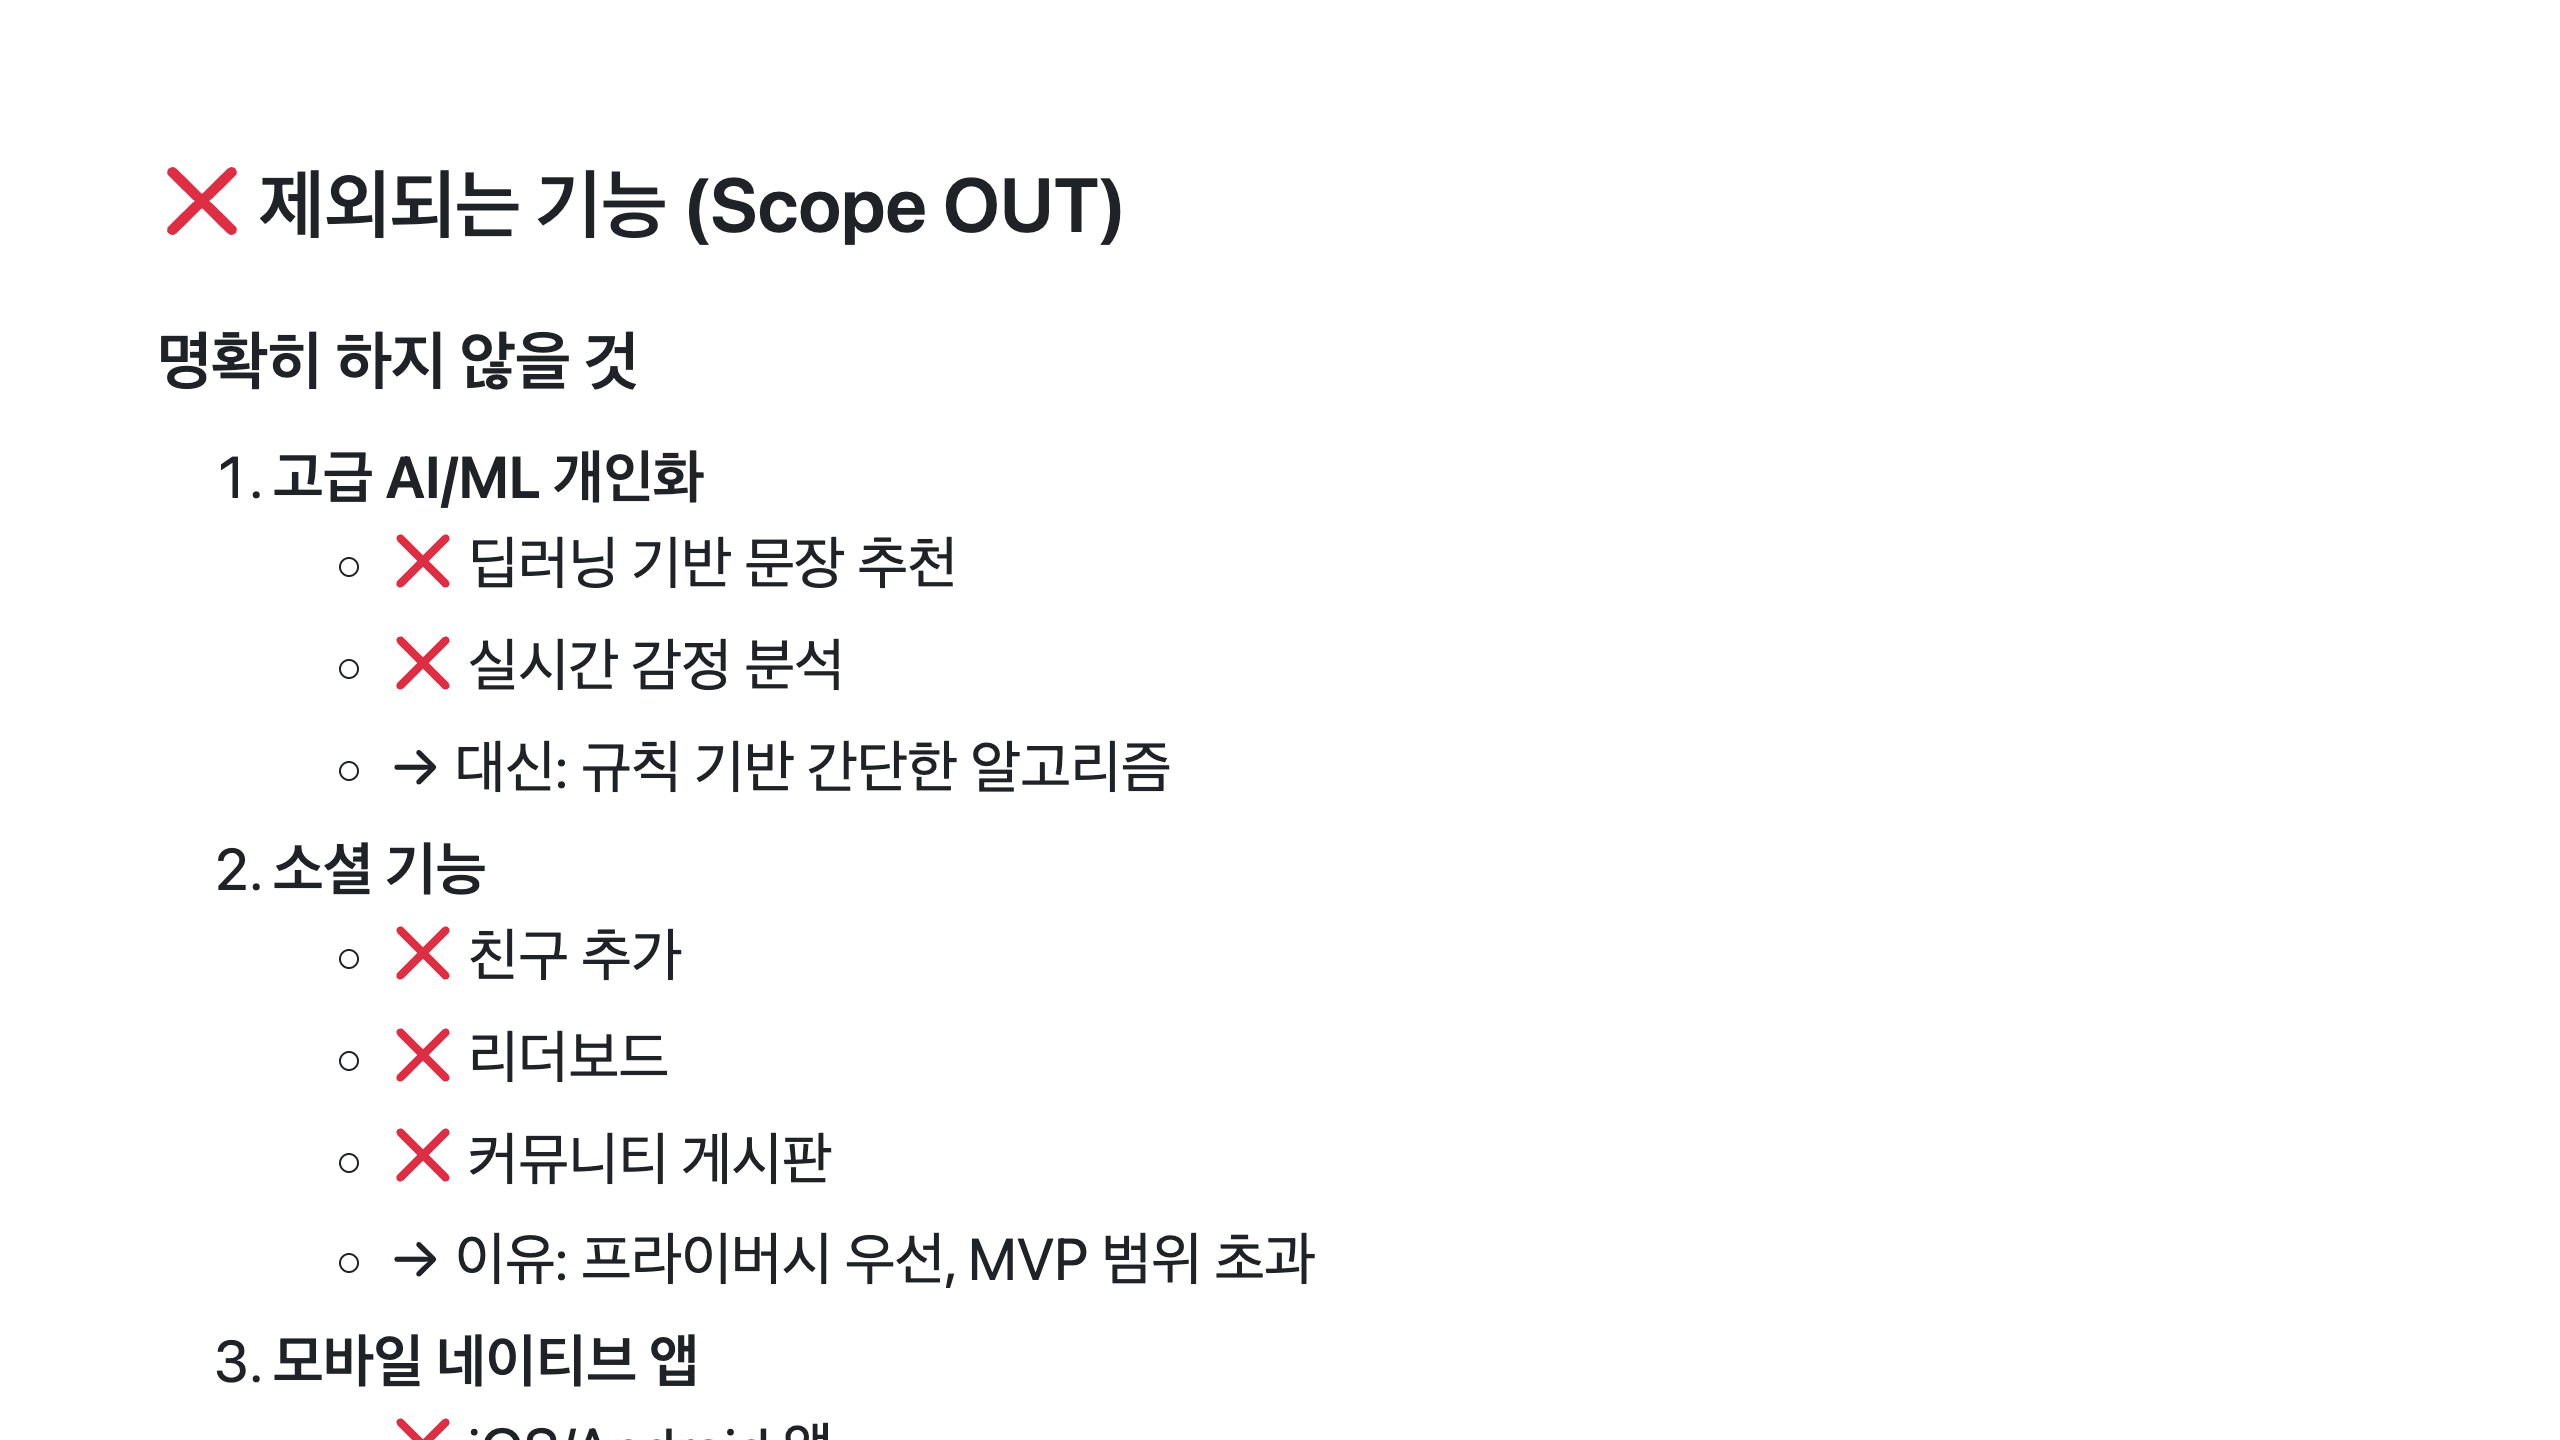 ❌ 제외되는 기능 (Scope OUT)
명확히 하지 않을 것
1. 고급 AI/ML 개인화
○ ❌ 딥러닝 기반 문장 추천
○ ❌ 실시간 감정 분석
○ → 대신: 규칙 기반 간단한 알고리즘
2. 소셜 기능
○ ❌ 친구 추가
○ ❌ 리더보드
○ ❌ 커뮤니티 게시판
○ → 이유: 프라이버시 우선, MVP 범위 초과
3. 모바일 네이티브 앱
❌ iOS/Android 앱